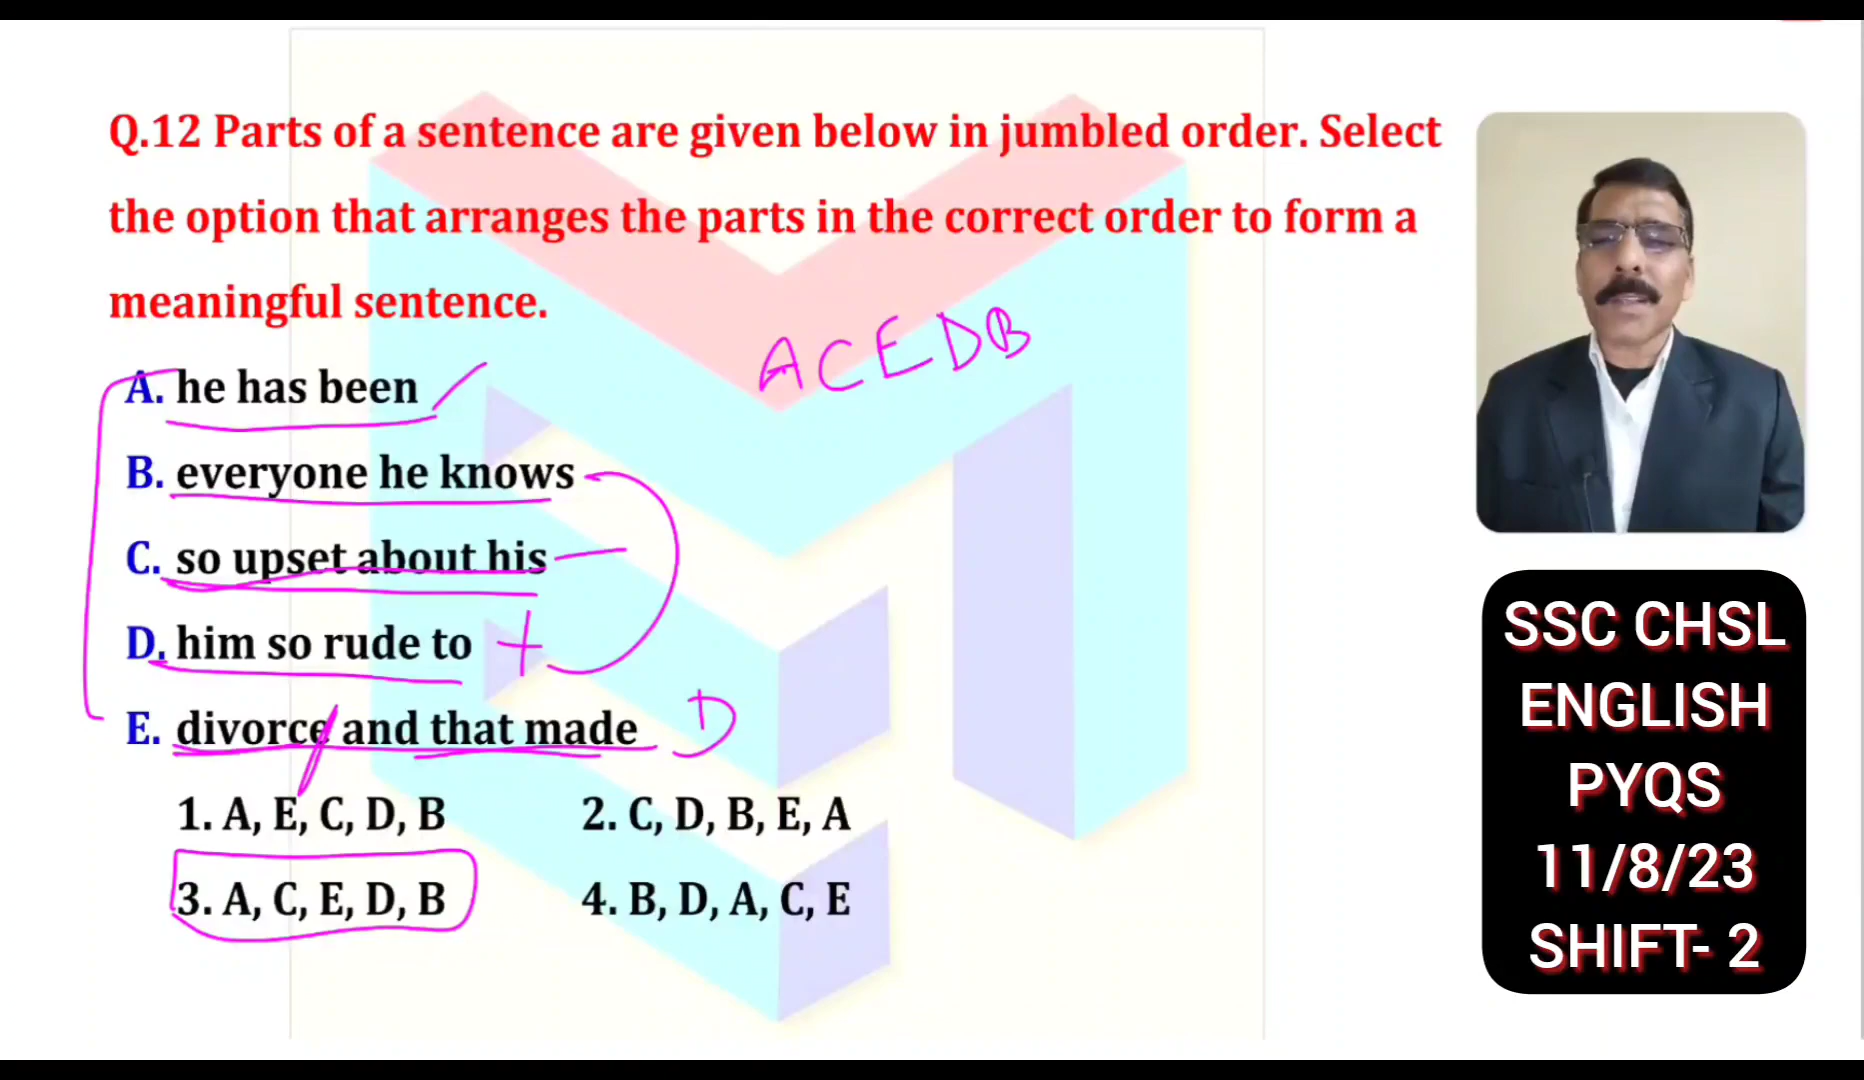 Q.12 Parts of a sentence are given below in jumbled order. Select
the option that arranges the parts in the correct order to form a
meaningful sentence.
A C E D B
A. he has been
B. everyone he knows
C. so upset about his
D. him so rude to
E. divorce and that made D
1. A, E, C, D, B 2. C, D, B, E, A
3. A, C, E, D, B 4. B, D, A, C, E
SSC CHSL
ENGLISH
PYQS
11/8/23
SHIFT- 2